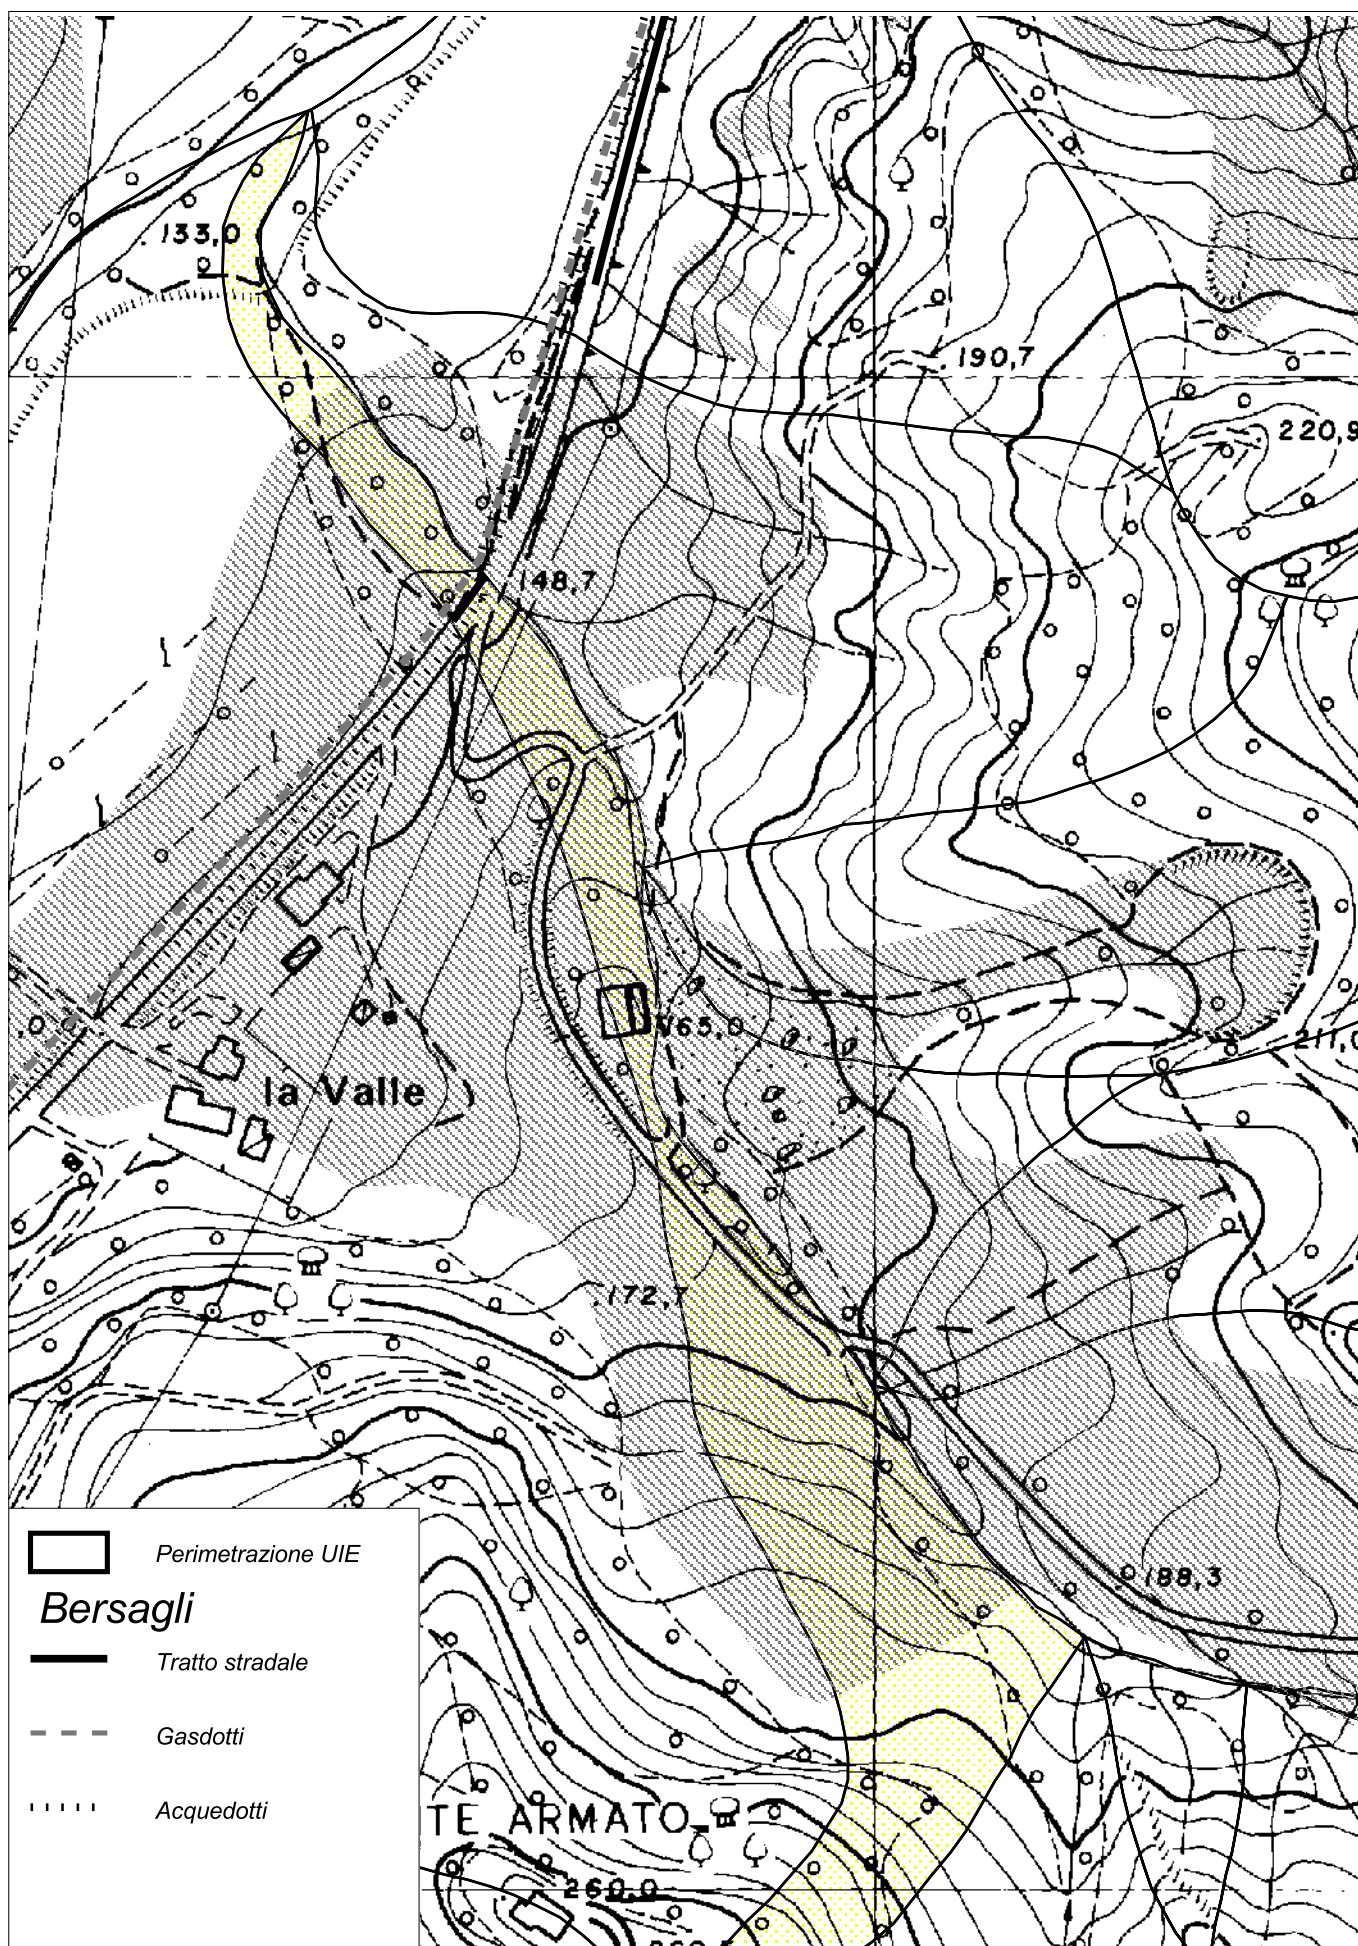 . 133,0
. 190,7
220,9
148,7
165,0
211,0
la Valle
.172,7
188,3
Perimetrazione UIE
Bersagli
Tratto stradale
Gasdotti
Acquedotti
TE ARMATO
260,0